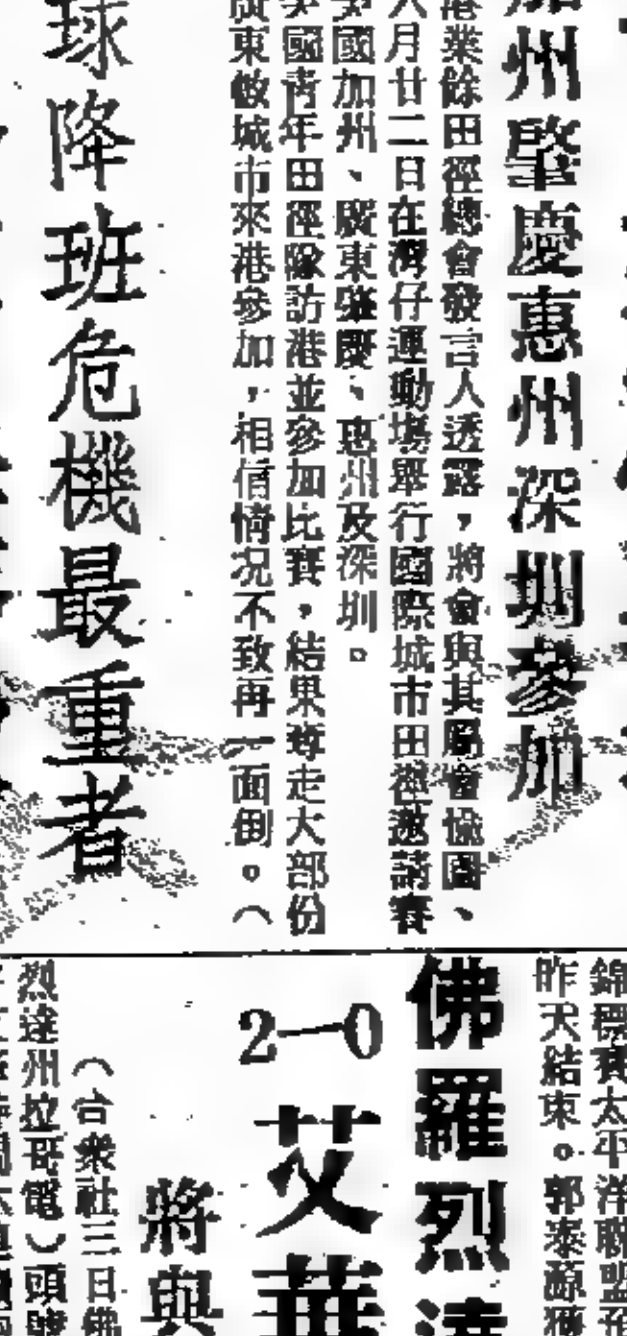 加州肇慶惠州深圳參加
港業餘田徑總會發言人透露，將會與其屬會協園、
六月廿二日在灣仔運動場舉行國際城市田徑邀請賽
國加州、廣東肇慶、惠州及深圳。
國青年田徑隊訪港並參加比賽，結果奪走大部份
廣東數城市來港參加，相信情況不致再一面倒。（
球降班危機最重者
錦標賽太平洋聯盟
昨天結束。郭泰源獲
佛羅烈達
2—0艾華
將與
（合衆社三日佛
烈達州拉哥電）頭號